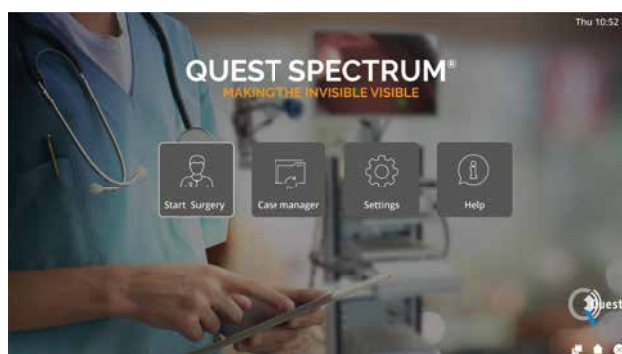 Thu 10:52
QUEST SPECTRUM®
MAKING THE INVISIBLE VISIBLE
Start Surgery
Case manager
Settings
Help
Quest